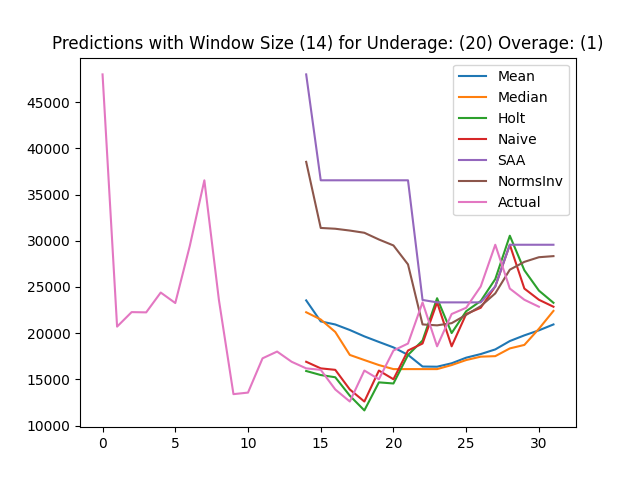 Predictions with Window Size (14) for Underage: (20) Overage: (1)
45000
40000
35000
30000
25000
20000
15000
10000
0
5
10
15
20
25
30
Mean
Median
Holt
Naive
SAA
NormsInv
Actual